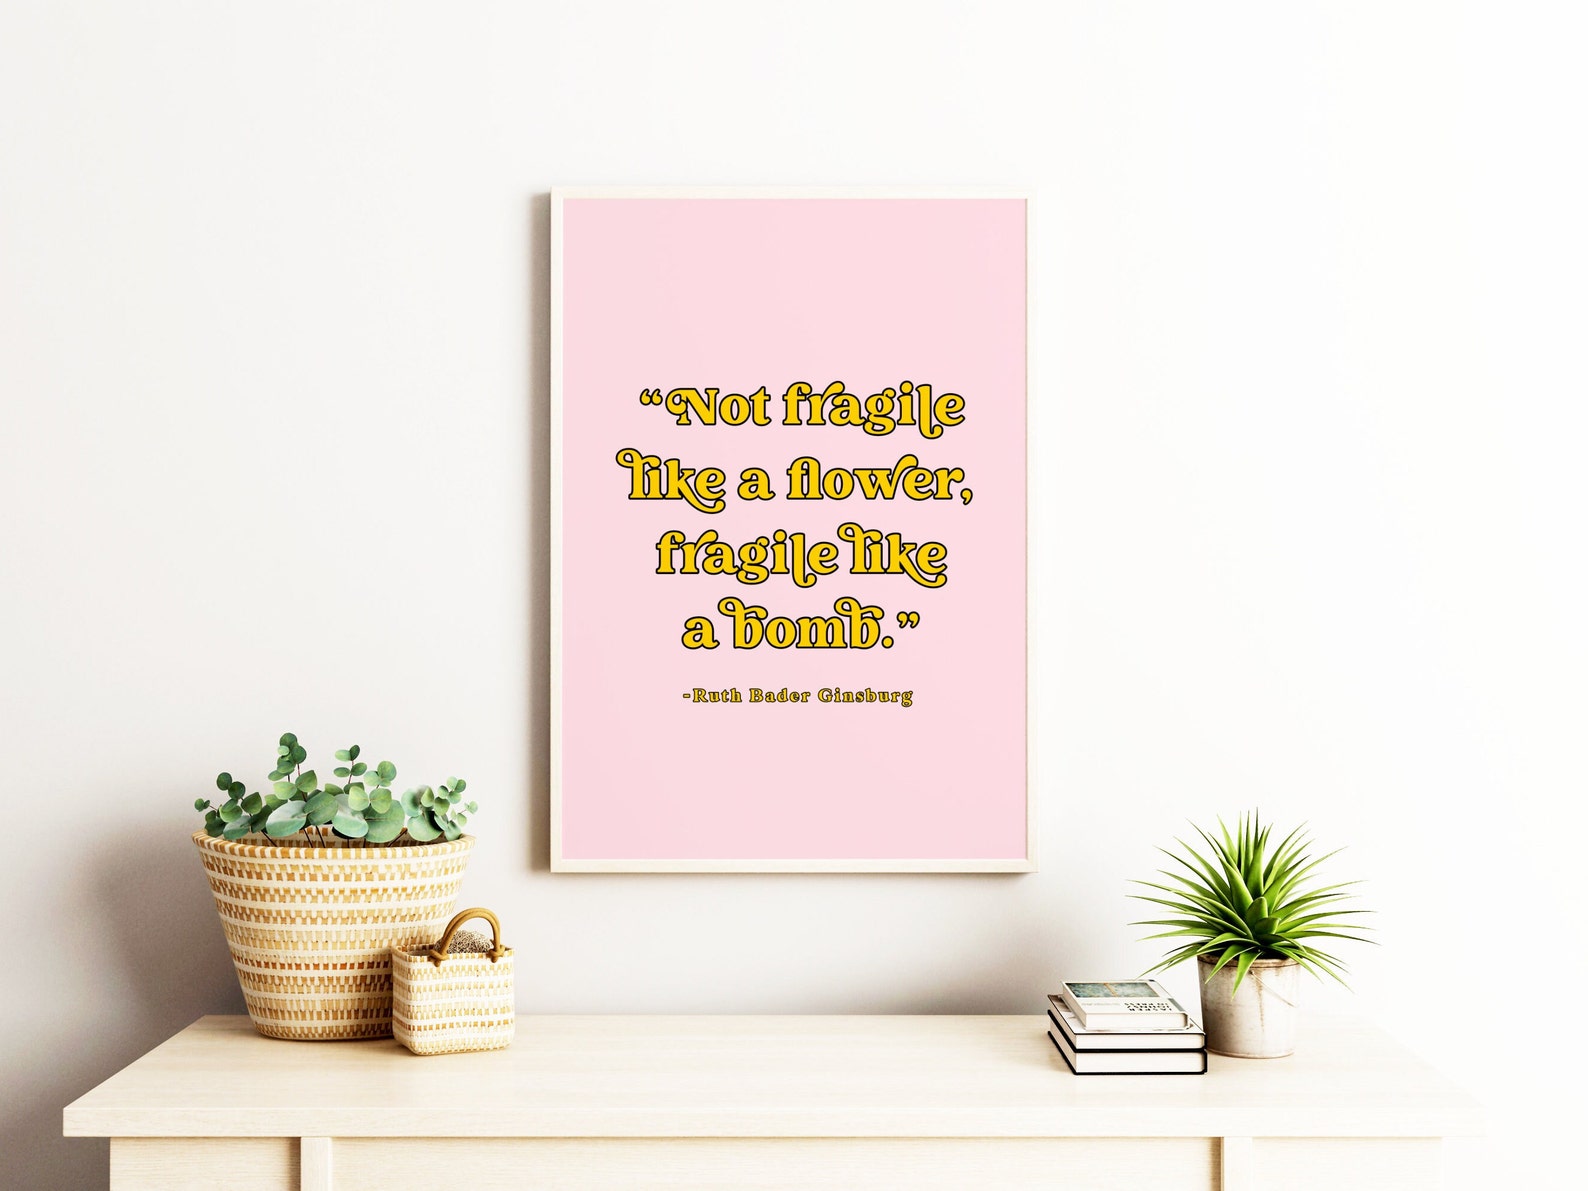 “Not fragile
like a flower,
fragile like
a bomb.”
-Ruth Bader Ginsburg